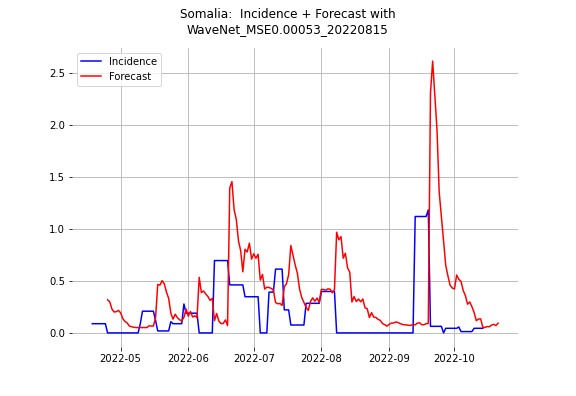 Somalia:  Incidence + Forecast with
WaveNet_MSE0.00053_20220815
Incidence
Forecast
2.5
2.0
1.5
1.0
0.5
0.0
2022-05 2022-06 2022-07 2022-08 2022-09 2022-10